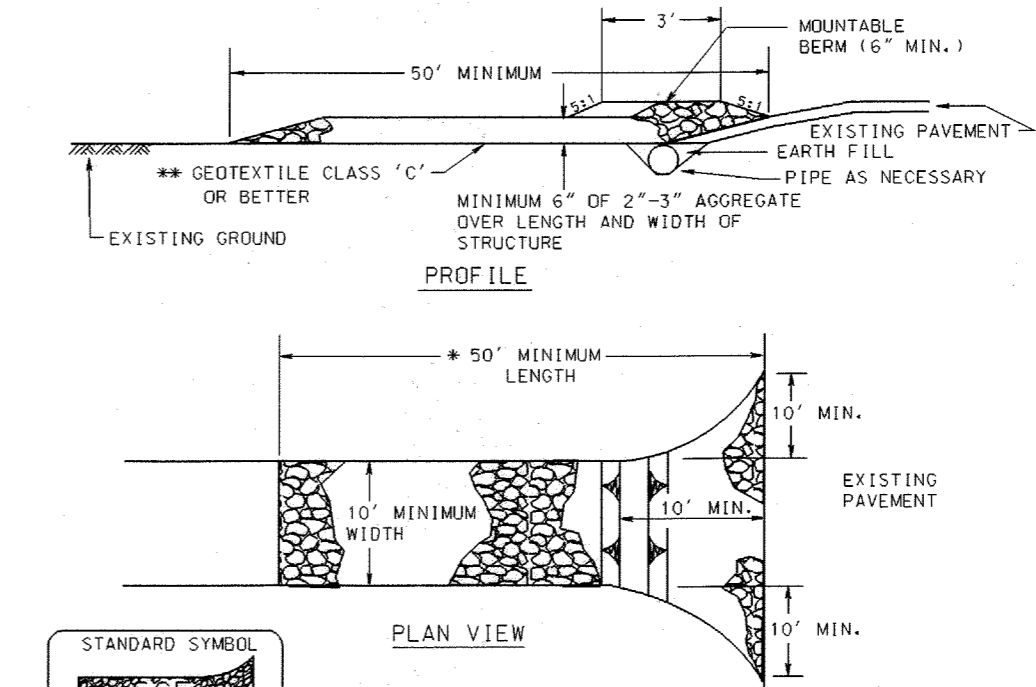 3'
MOUNTABLE
BERM (6" MIN.)
50' MINIMUM
5:1
5:1
EXISTING PAVEMENT
EARTH FILL
** GEOTEXTILE CLASS 'C'
OR BETTER
PIPE AS NECESSARY
MINIMUM 6" OF 2"-3" AGGREGATE
OVER LENGTH AND WIDTH OF
STRUCTURE
EXISTING GROUND
PROFILE
* 50' MINIMUM
LENGTH
10' MIN.
EXISTING
PAVEMENT
10' MINIMUM
WIDTH
10' MIN.
10' MIN.
PLAN VIEW
STANDARD SYMBOL